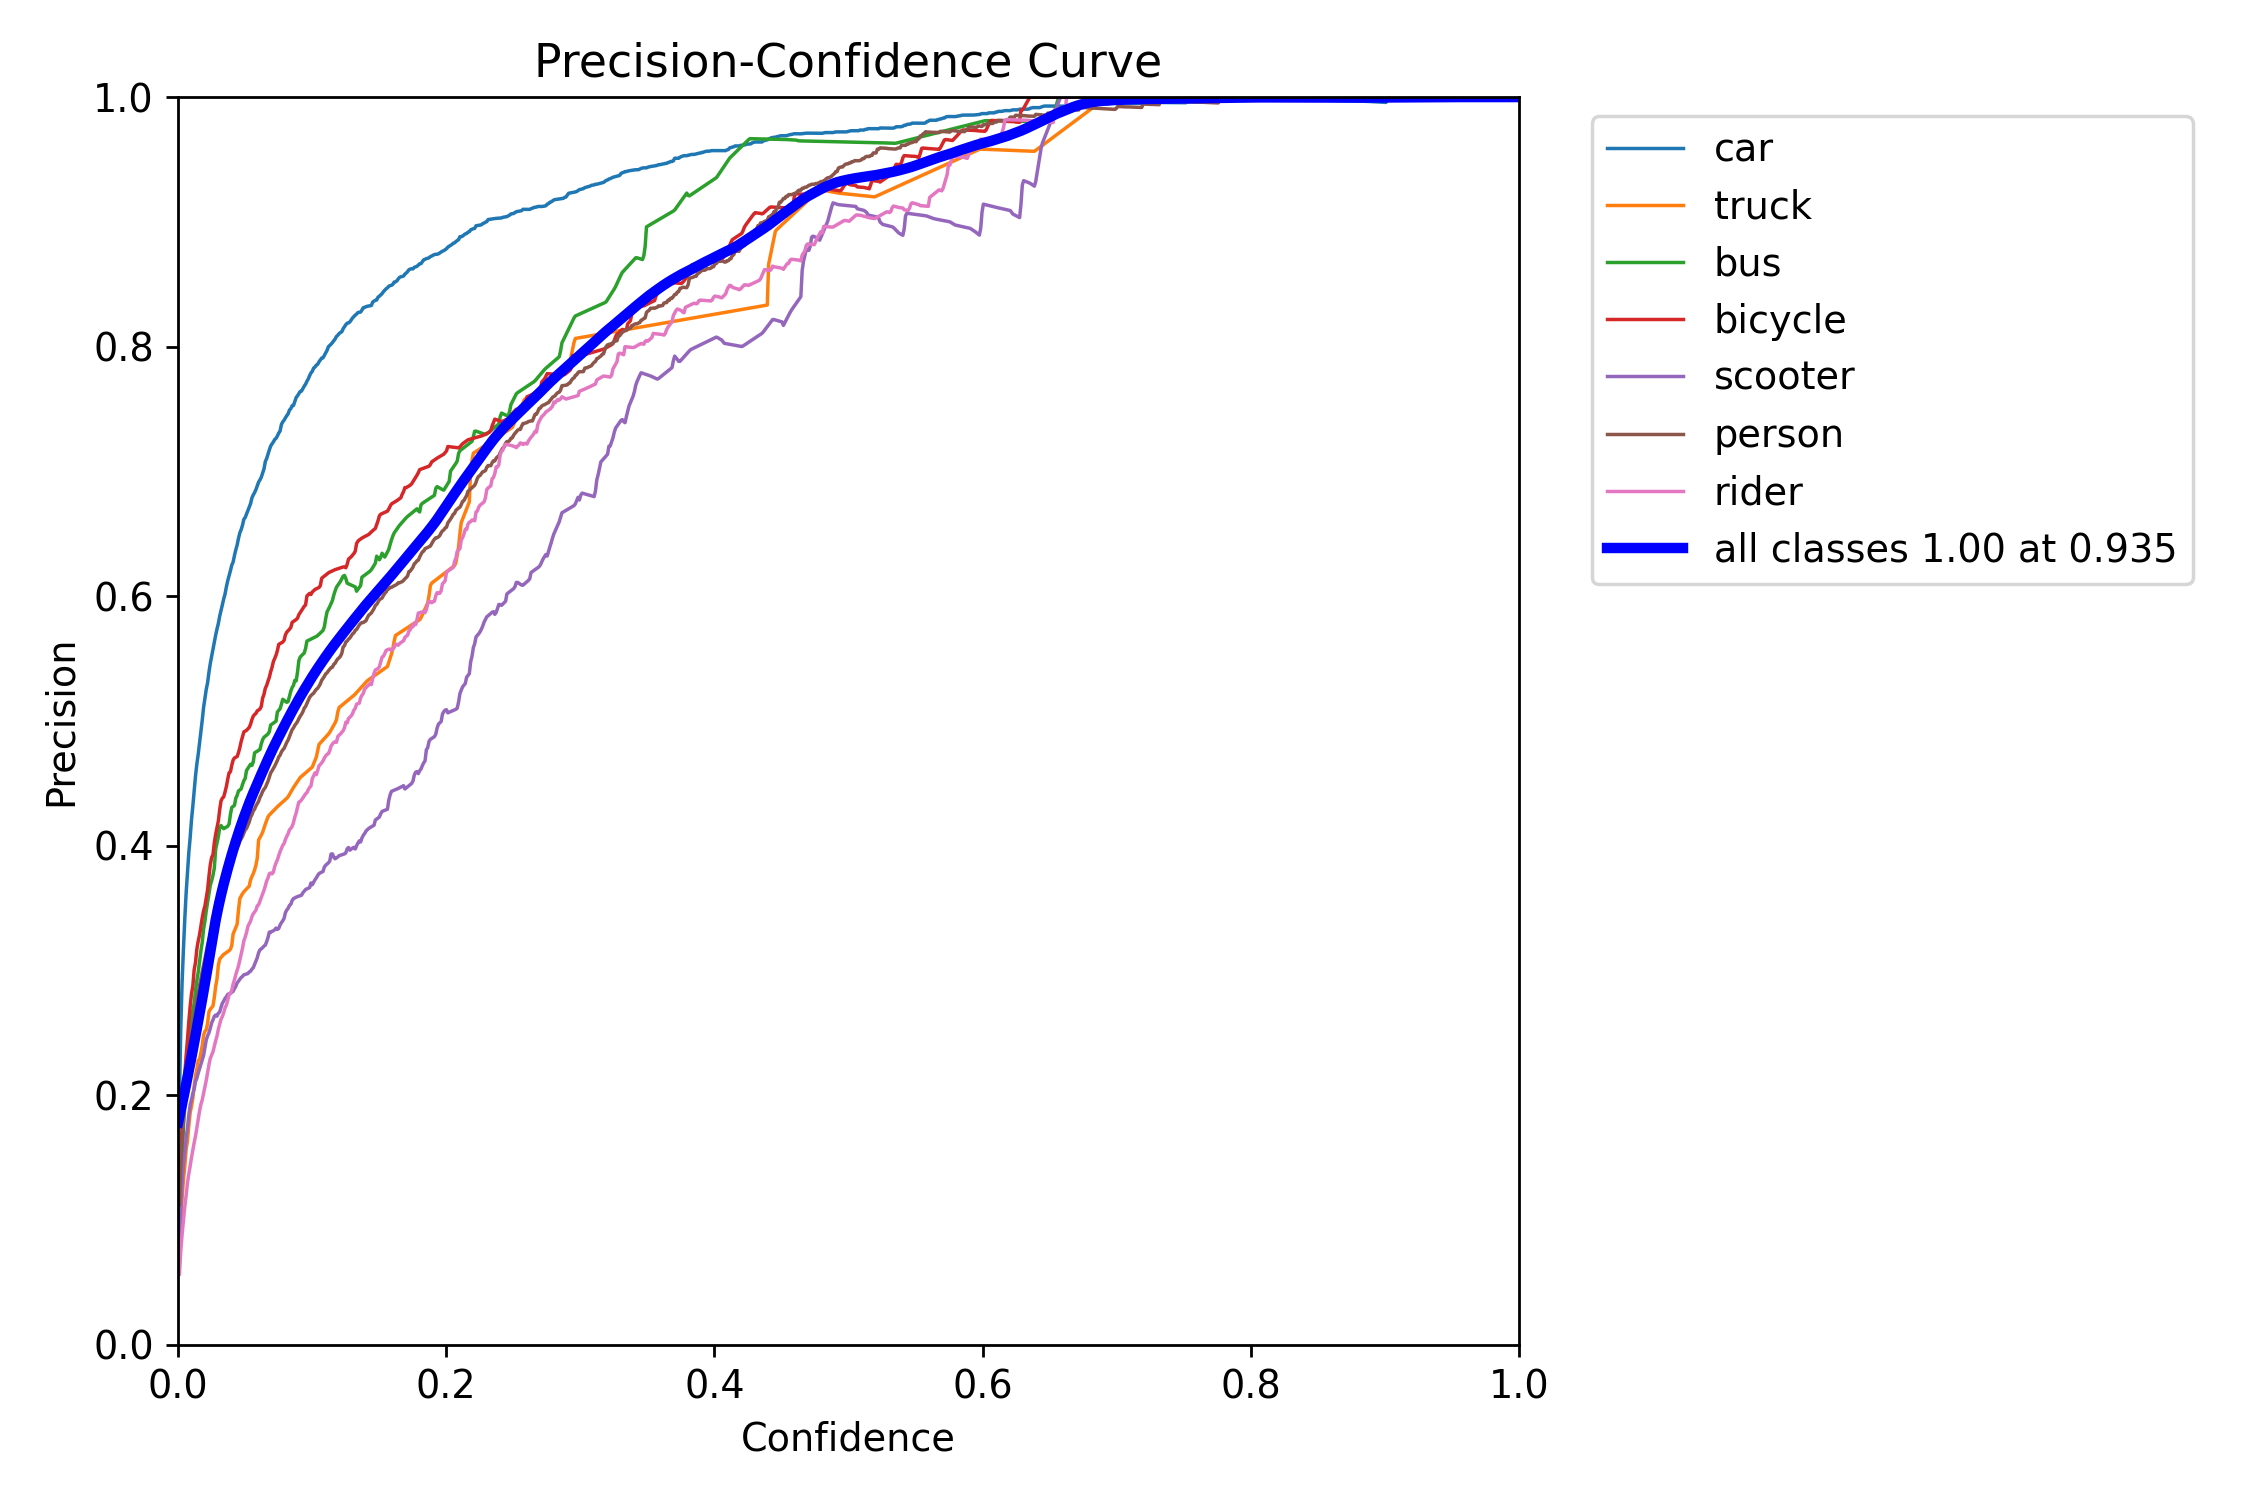 Precision-Confidence Curve
1.0
0.8
0.6
0.4
0.2
0.0
Precision
0.0 0.2 0.4 0.6 0.8 1.0
Confidence
car
truck
bus
bicycle
scooter
person
rider
all classes 1.00 at 0.935